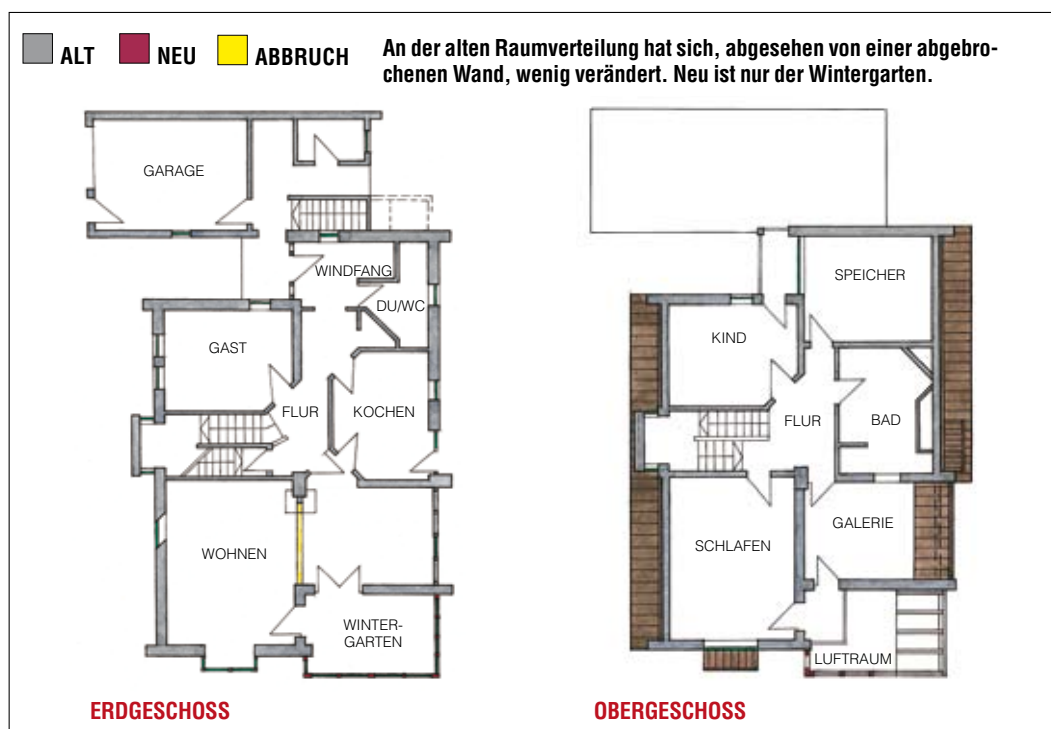 ALT NEU ABBRUCH
An der alten Raumverteilung hat sich, abgesehen von einer abgebro-
chenen Wand, wenig verändert. Neu ist nur der Wintergarten.
GARAGE
WINDFANG
DU/WC
GAST
FLUR
KOCHEN
WOHNEN
WINTER-
GARTEN
ERDGESCHOSS
SPEICHER
KIND
FLUR
BAD
SCHLAFEN
GALERIE
LUFTRAUM
OBERGESCHOSS